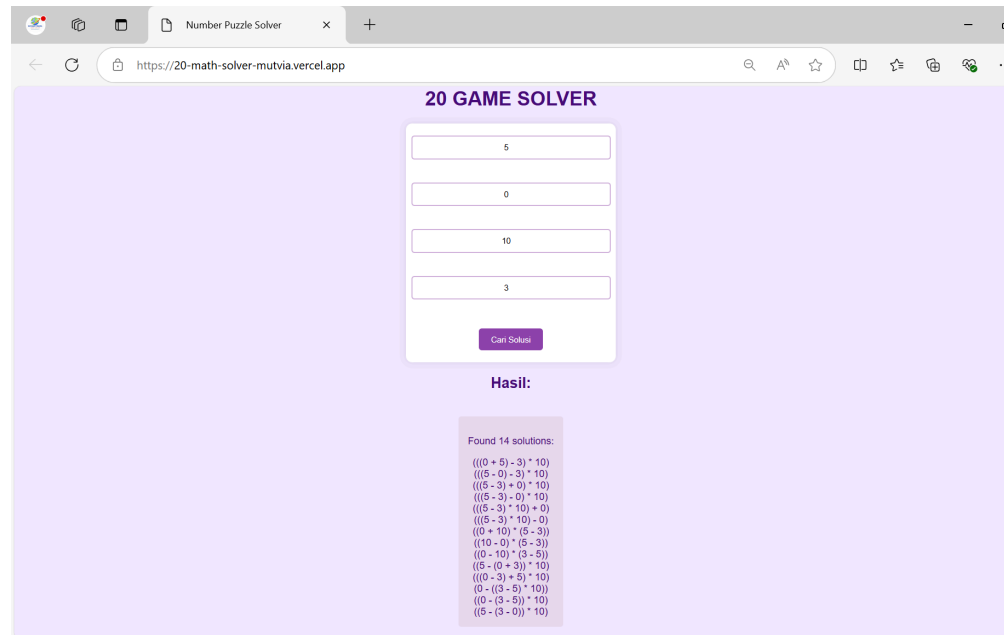 Number Puzzle Solver
https://20-math-solver-mutvia.vercel.app
20 GAME SOLVER
5
0
10
3
Cari Solusi
Hasil:
Found 14 solutions:
(((0 + 5) - 3) * 10)
(((5 - 0) - 3) * 10)
(((5 - 3) + 0) * 10)
(((5 - 3) - 0) * 10)
(((5 - 3) * 10) + 0)
(((5 - 3) * 10) - 0)
((0 + 10) * (5 - 3))
((10 - 0) * (5 - 3))
((0 - 10) * (3 - 5))
((5 - (0 + 3)) * 10)
(((0 - 3) + 5) * 10)
(0 - ((3 - 5) * 10))
((0 - (3 - 5)) * 10)
((5 - (3 - 0)) * 10)